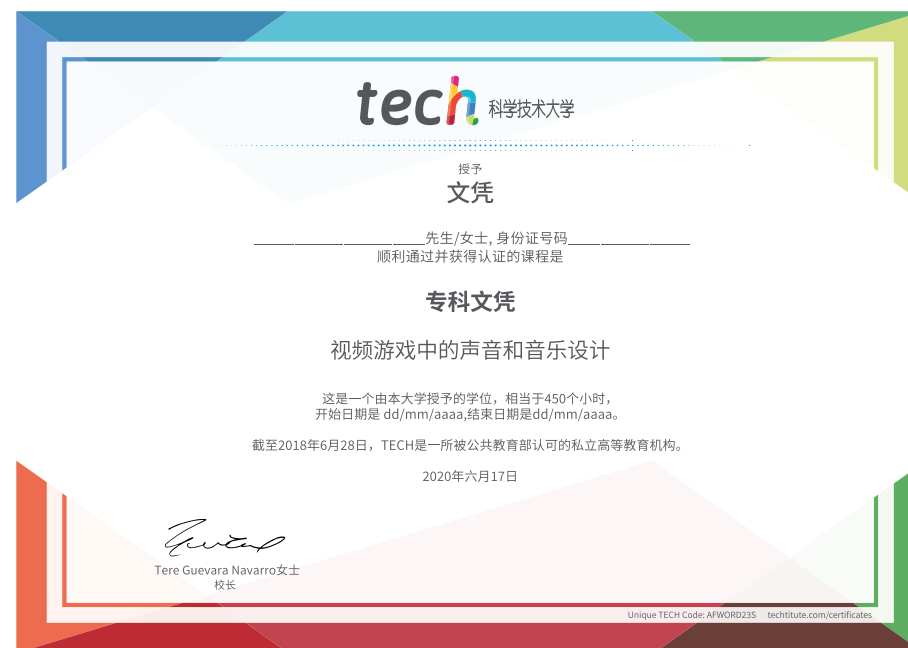 tech 科学技术大学
授予
文凭
先生/女士, 身份证号码
顺利通过并获得认证的课程是
专科文凭
视频游戏中的声音和音乐设计
这是一个由本大学授予的学位，相当于450个小时，
开始日期是 dd/mm/aaaa,结束日期是dd/mm/aaaa。
截至2018年6月28日，TECH是一所被公共教育部认可的私立高等教育机构。
2020年六月17日
Tere Guevara Navarro女士
校长
Unique TECH Code: AFWORD23S techtitute.com/certificates